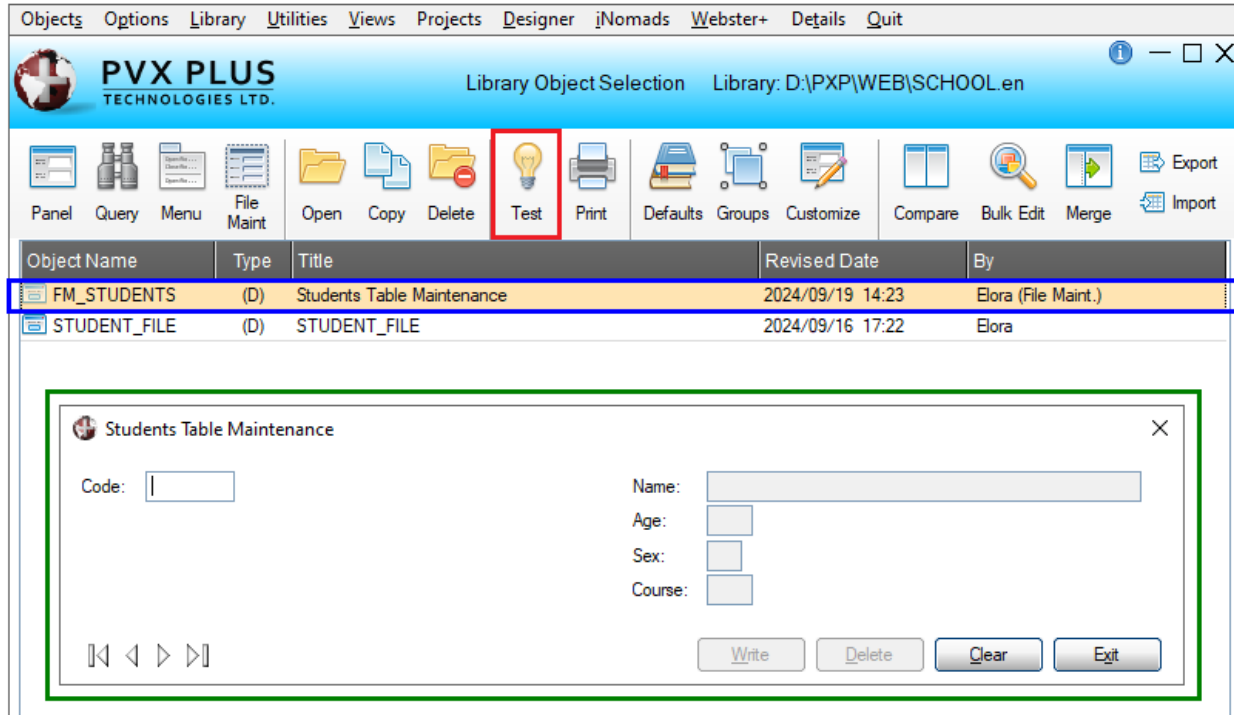 Objects Options Library Utilities Views Projects Designer iNomads Webster+ Details Quit
PVX PLUS
TECHNOLOGIES LTD.
Library Object Selection Library: D:\PXP\WEB\SCHOOL.en
Panel Query Menu File Maint Open Copy Delete Test Print Defaults Groups Customize Compare Bulk Edit Merge Export
Import
Object Name Type Title Revised Date By
FM_STUDENTS (D) Students Table Maintenance 2024/09/19 14:23 Elora (File Maint.)
STUDENT_FILE (D) STUDENT_FILE 2024/09/16 17:22 Elora
Students Table Maintenance
Code: Name:
Age:
Sex:
Course:
Write Delete Clear Exit